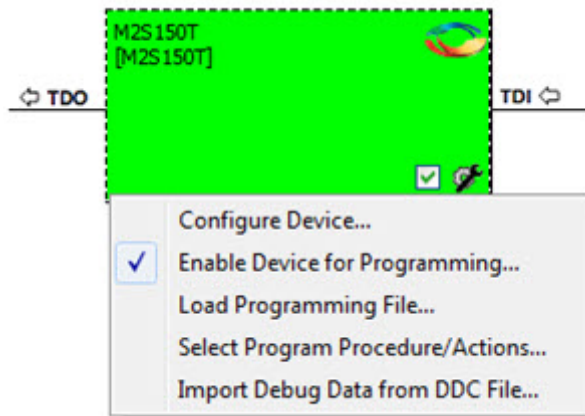 M2S150T
[M2S150T]
TDO
TDI
Configure Device...
Enable Device for Programming...
Load Programming File...
Select Program Procedure/Actions...
Import Debug Data from DDC File...